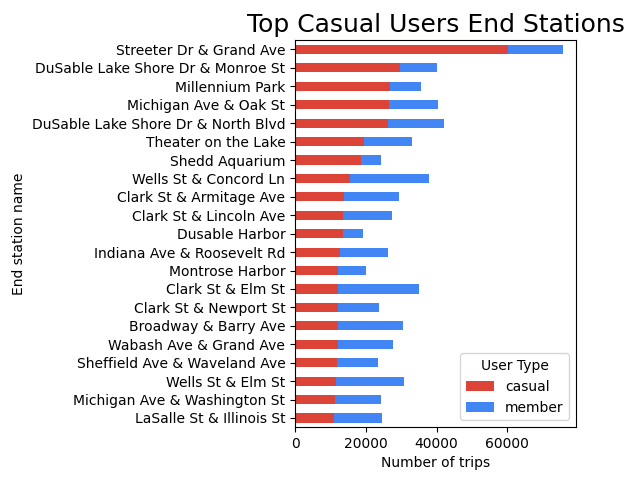 Top Casual Users End Stations
Streeter Dr & Grand Ave
DuSable Lake Shore Dr & Monroe St
Millennium Park
Michigan Ave & Oak St
DuSable Lake Shore Dr & North Blvd
Theater on the Lake
Shedd Aquarium
Wells St & Concord Ln
Clark St & Armitage Ave
Clark St & Lincoln Ave
Dusable Harbor
Indiana Ave & Roosevelt Rd
Montrose Harbor
Clark St & Elm St
Clark St & Newport St
Broadway & Barry Ave
Wabash Ave & Grand Ave
Sheffield Ave & Waveland Ave
Wells St & Elm St
Michigan Ave & Washington St
LaSalle St & Illinois St
End station name
User Type
casual
member
0 20000 40000 60000
Number of trips